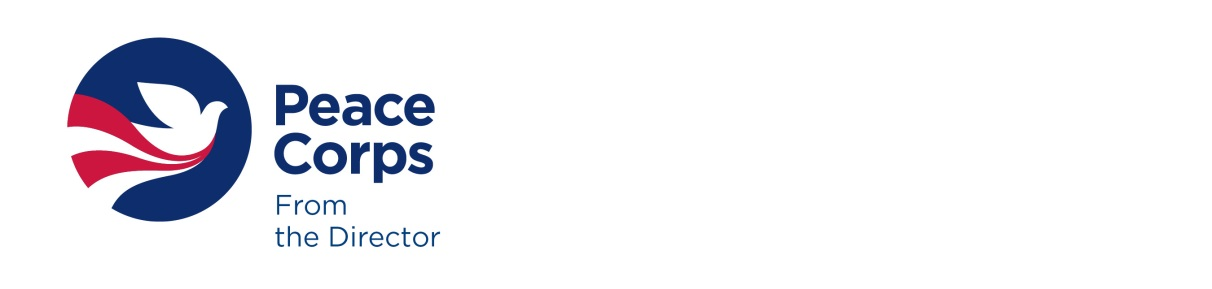 Peace
Corps
From
the Director